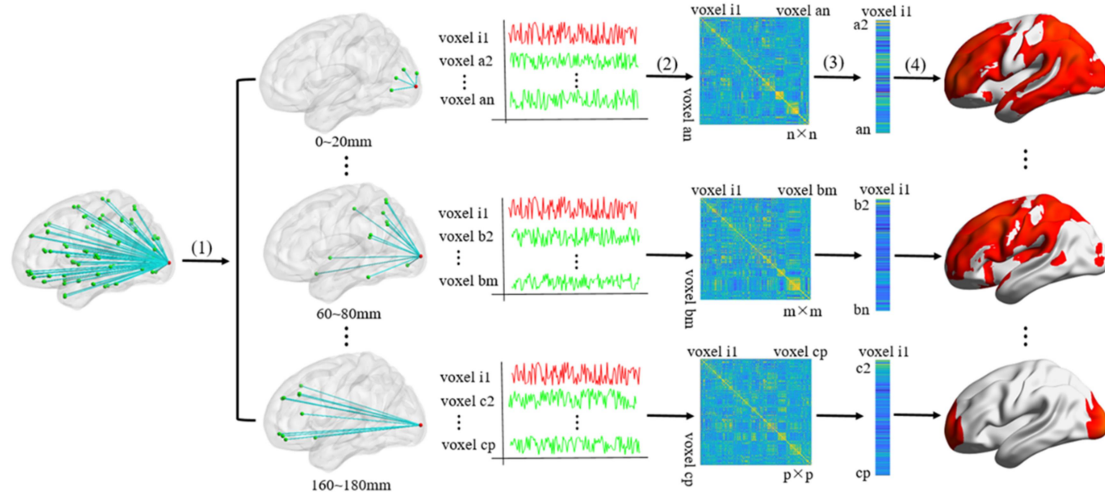 voxel i1 voxel an voxel i1
a2
voxel i1
voxel a2
⋮ ⋮
voxel an
(2)
(3)
(4)
voxel an
n×n
an
0~20mm
⋮
⋮
(1)
voxel i1 voxel bm voxel i1
b2
voxel i1
voxel b2
⋮ ⋮
voxel bm
voxel bm
m×m
bn
60~80mm
⋮
⋮
voxel i1 voxel cp voxel i1
c2
voxel i1
voxel c2
⋮ ⋮
voxel cp
voxel cp
p×p
cp
160~180mm